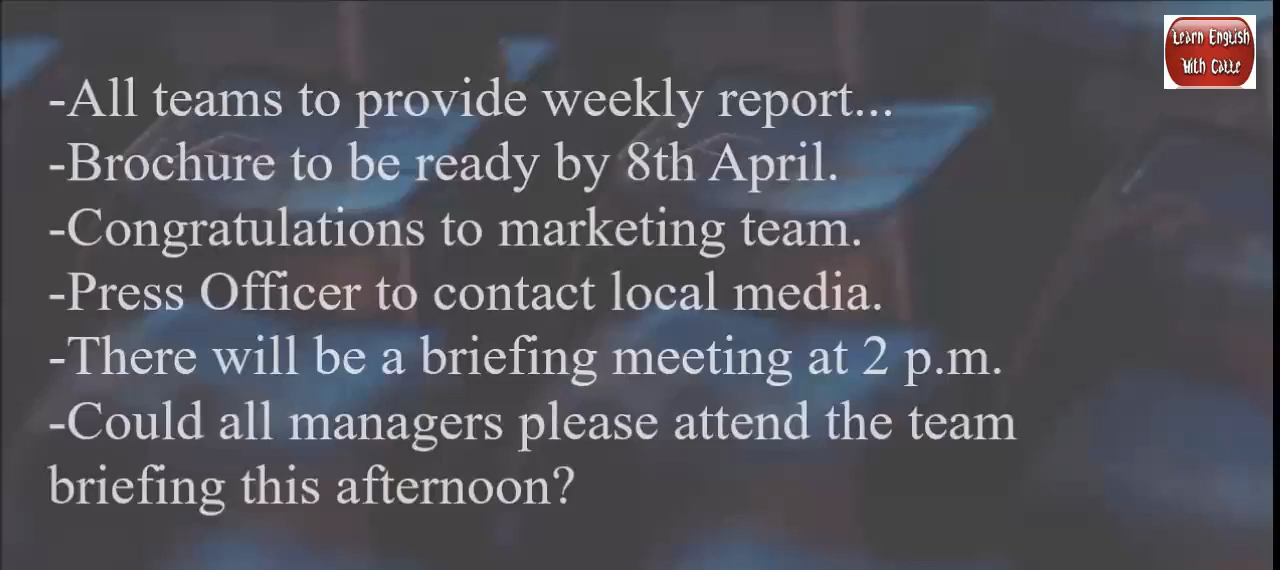 Learn English
With Catte
-All teams to provide weekly report...
-Brochure to be ready by 8th April.
-Congratulations to marketing team.
-Press Officer to contact local media.
-There will be a briefing meeting at 2 p.m.
-Could all managers please attend the team
briefing this afternoon?